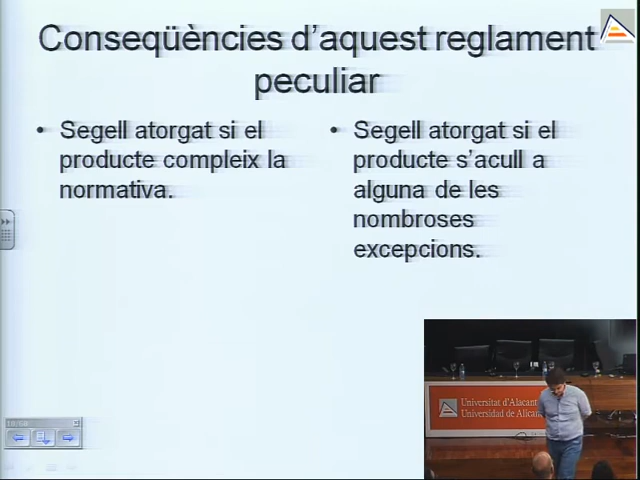 Conseqüències d’aquest reglament
peculiar
• Segell atorgat si el
producte compleix la
normativa.
• Segell atorgat si el
producte s’acull a
alguna de les
nombroses
excepcions.
Universitat d'Alacant
Universidad de Alicante